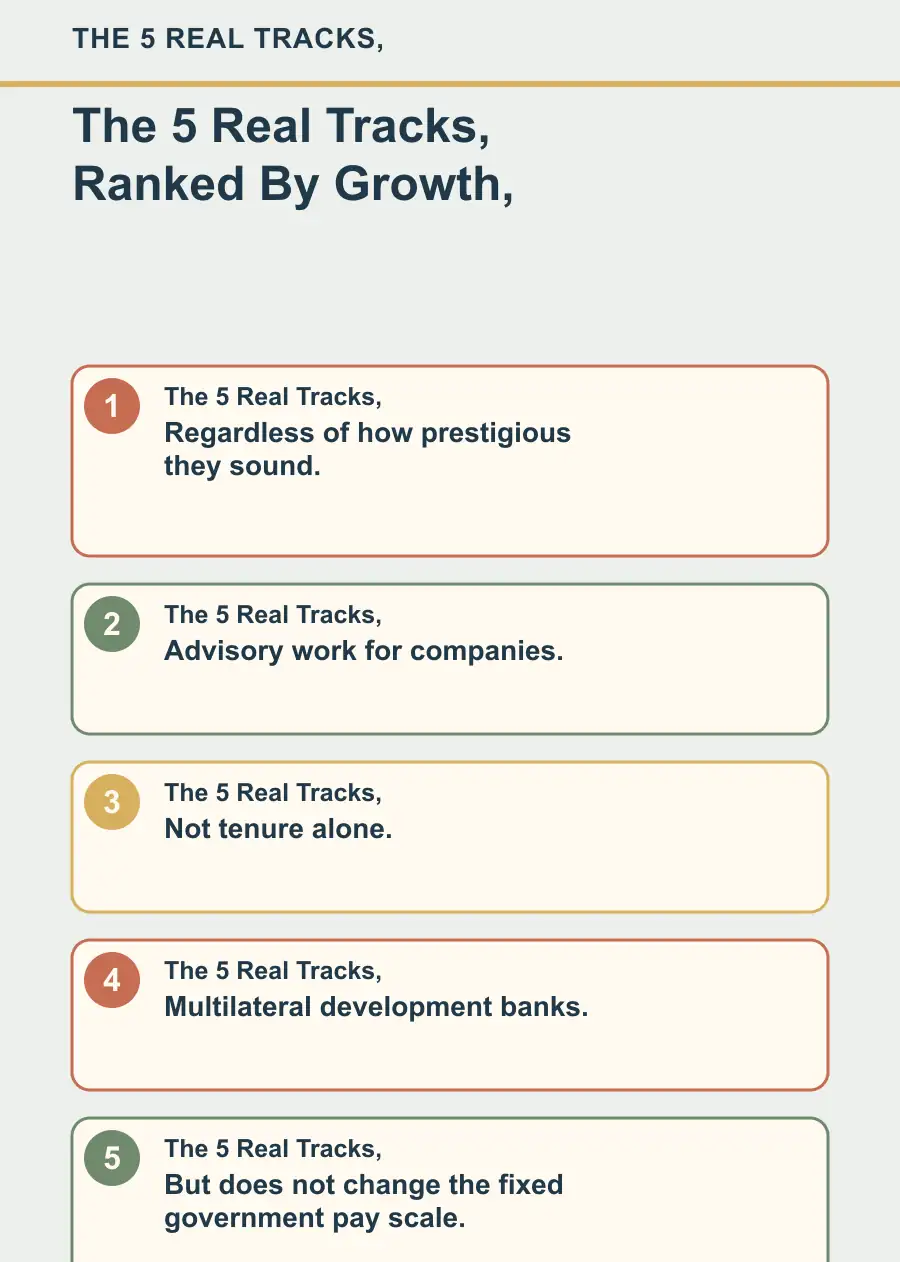 THE 5 REAL TRACKS,
The 5 Real Tracks,
Ranked By Growth,
1
The 5 Real Tracks,
Regardless of how prestigious
they sound.
2
The 5 Real Tracks,
Advisory work for companies.
3
The 5 Real Tracks,
Not tenure alone.
4
The 5 Real Tracks,
Multilateral development banks.
5
The 5 Real Tracks,
But does not change the fixed
government pay scale.